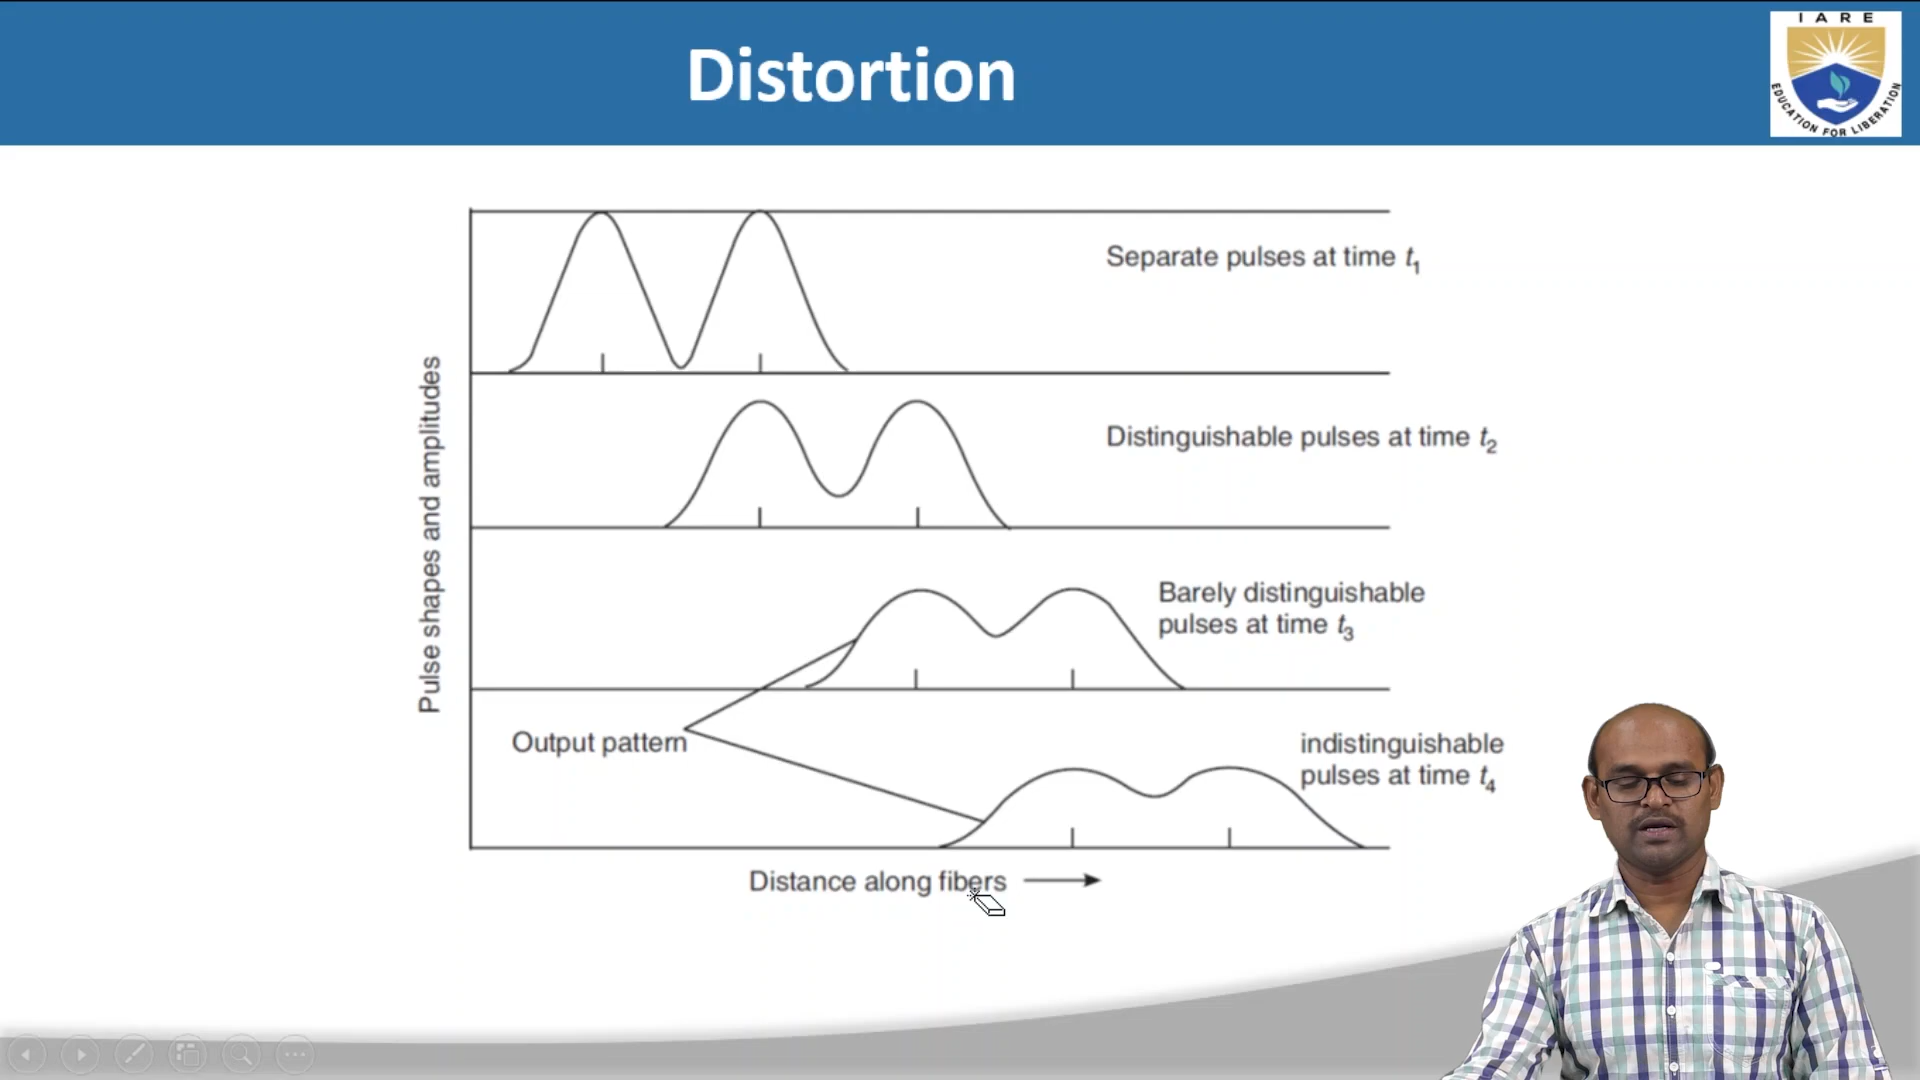 Distortion
IARE
EDUCATION FOR LIBERATION
Separate pulses at time t1
Distinguishable pulses at time t2
Barely distinguishable
pulses at time t3
Output pattern
indistinguishable
pulses at time t4
Pulse shapes and amplitudes
Distance along fibers